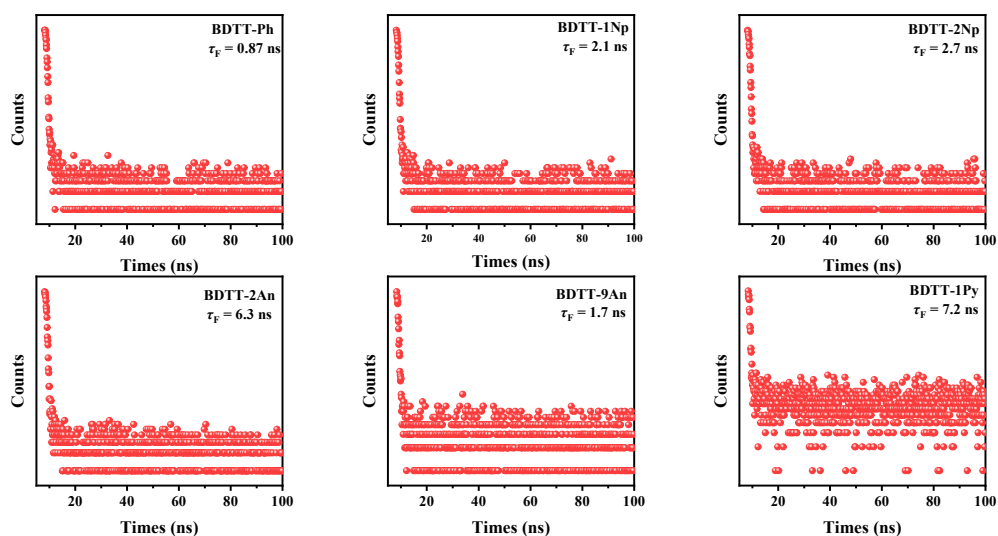 BDTT-Ph
τF = 0.87 ns
Counts
20 40 60 80 100
Times (ns)
BDTT-1Np
τF = 2.1 ns
Counts
20 40 60 80 100
Times (ns)
BDTT-2Np
τF = 2.7 ns
Counts
20 40 60 80 100
Times (ns)
BDTT-2An
τF = 6.3 ns
Counts
20 40 60 80 100
Times (ns)
BDTT-9An
τF = 1.7 ns
Counts
20 40 60 80 100
Times (ns)
BDTT-1Py
τF = 7.2 ns
Counts
20 40 60 80 100
Times (ns)